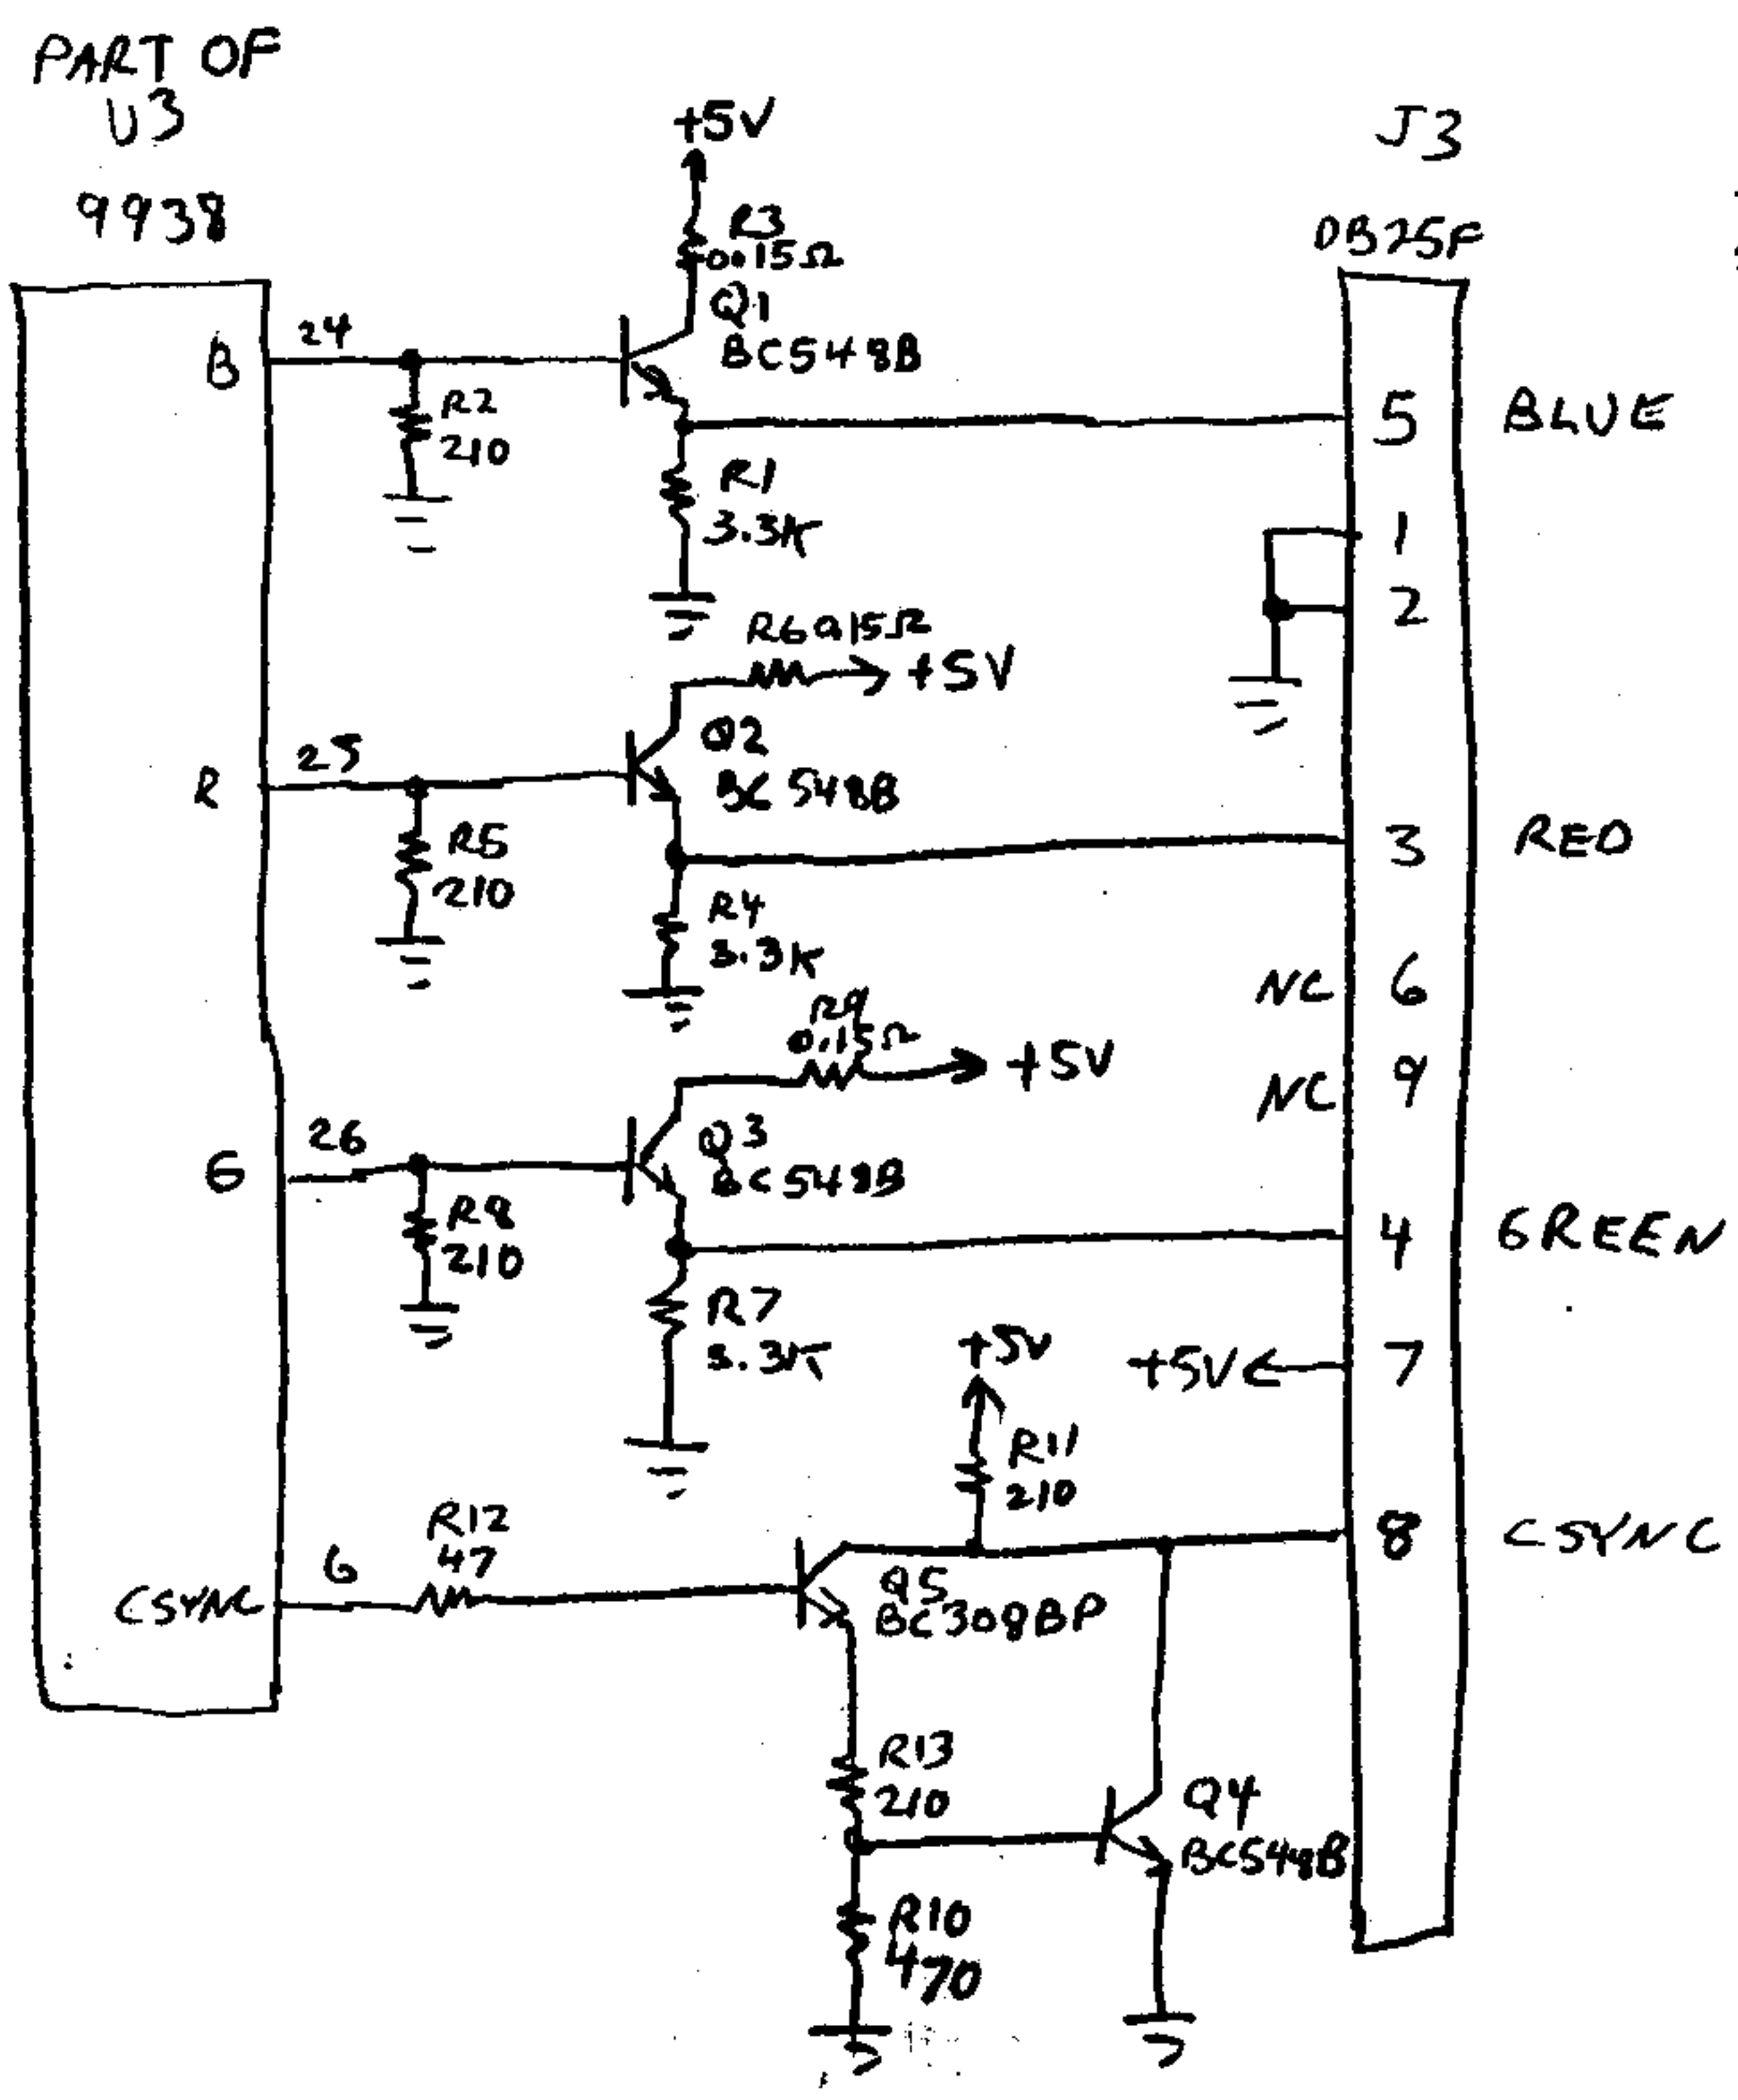 PART OF
U3
9938
+5V
R3
0.15Ω
Q1
BC548B
J3
DB25F
B
24
R2
210
R1
3.3K
5
BLUE
1
2
R6 0.15Ω
+5V
R
25
Q2
BC548B
R5
210
R4
3.3K
3
RED
NC
6
R9
0.15Ω
+5V
NC
9
G
26
Q3
BC548B
R8
210
R7
3.3K
4
GREEN
+5V
+5V
7
R11
210
R12
47
CSYNC
6
Q5
BC308BP
8
CSYNC
R13
210
Q4
BC548B
R10
470